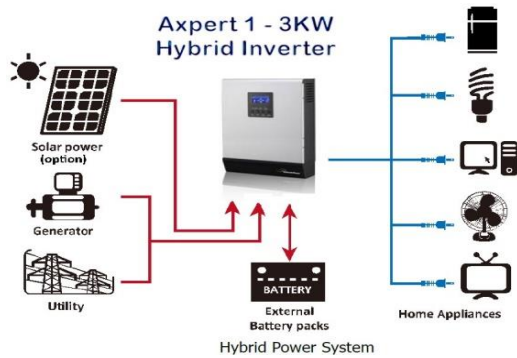 Axpert 1 - 3KW
Hybrid Inverter
Solar power
(option)
Generator
Utility
BATTERY
External
Battery packs
Home Appliances
Hybrid Power System